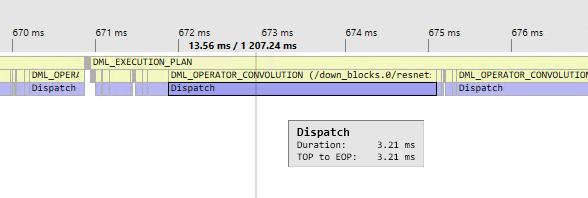 670 ms 671 ms 672 ms 673 ms 674 ms 675 ms 676 ms
13.56 ms / 1 207.24 ms
DML_EXECUTION_PLAN
DML_OPERA DML_OPERATOR_CONVOLUTION (/down_blocks.0/resnet: DML_OPERATOR_CONVOLUTION
Dispatch Dispatch Dispatch
Dispatch
Duration: 3.21 ms
TOP to EOP: 3.21 ms